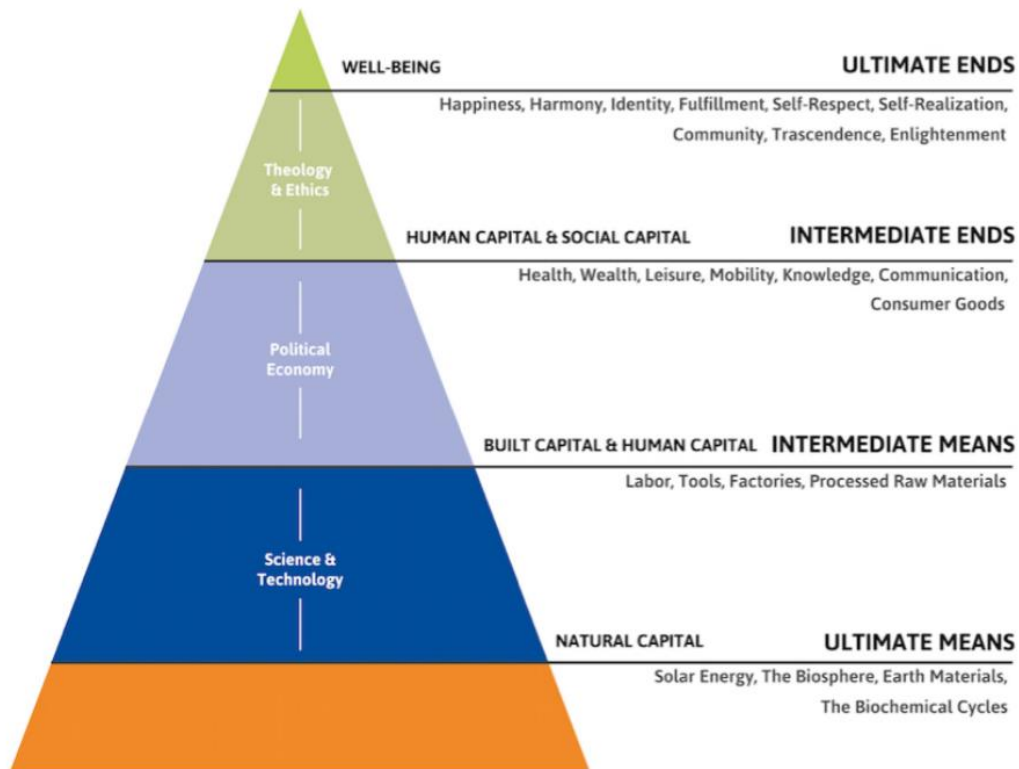 WELL-BEING ULTIMATE ENDS
Happiness, Harmony, Identity, Fulfillment, Self-Respect, Self-Realization,
Community, Trascendence, Enlightenment
Theology
& Ethics
HUMAN CAPITAL & SOCIAL CAPITAL INTERMEDIATE ENDS
Health, Wealth, Leisure, Mobility, Knowledge, Communication,
Consumer Goods
Political
Economy
BUILT CAPITAL & HUMAN CAPITAL INTERMEDIATE MEANS
Labor, Tools, Factories, Processed Raw Materials
Science &
Technology
NATURAL CAPITAL ULTIMATE MEANS
Solar Energy, The Biosphere, Earth Materials,
The Biochemical Cycles